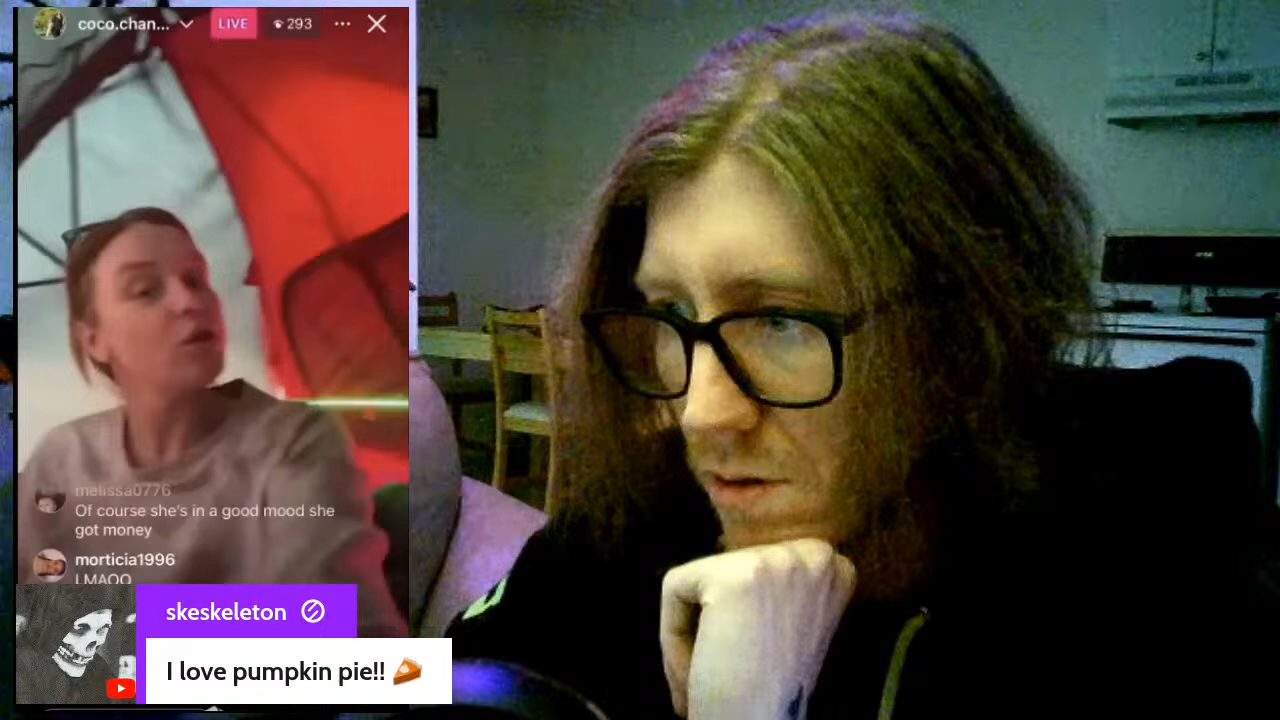 coco.chan...
LIVE
293
melissa0776
Of course she's in a good mood she
got money
morticia1996
LMAOO
skeskeleton
I love pumpkin pie!! 🥧